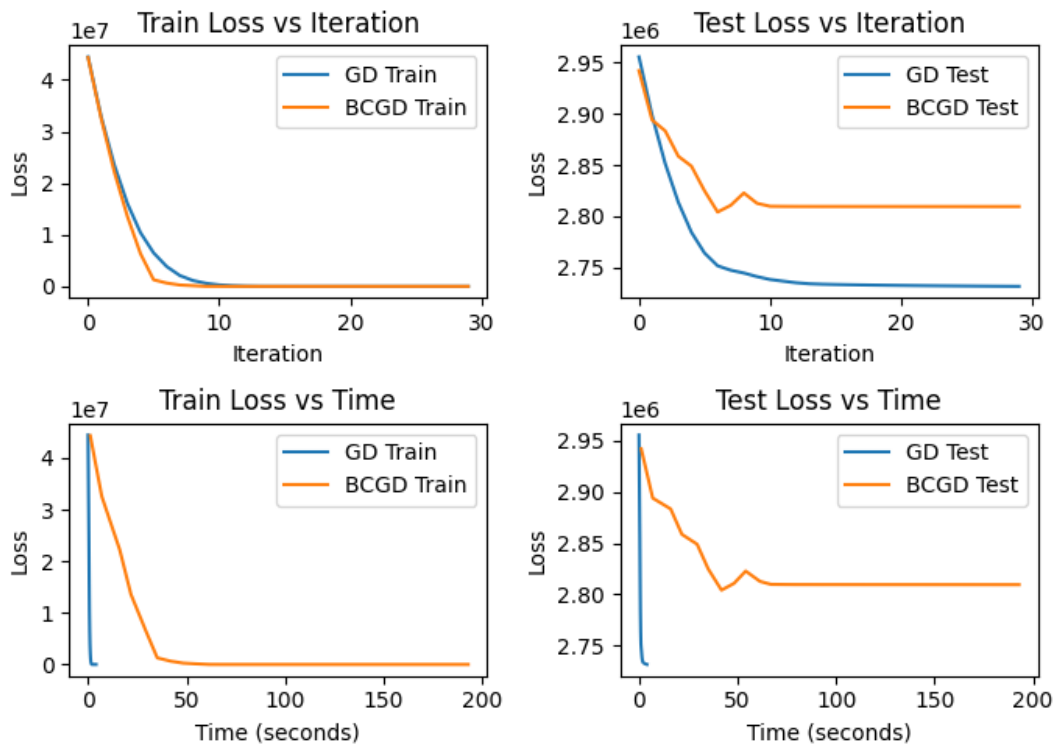 Train Loss vs Iteration
1e7
Loss
4
3
2
1
0
GD Train
BCGD Train
0
10
20
30
Iteration
Test Loss vs Iteration
1e6
Loss
2.95
2.90
2.85
2.80
2.75
GD Test
BCGD Test
0
10
20
30
Iteration
Train Loss vs Time
1e7
Loss
4
3
2
1
0
GD Train
BCGD Train
0
50
100
150
200
Time (seconds)
Test Loss vs Time
1e6
Loss
2.95
2.90
2.85
2.80
2.75
GD Test
BCGD Test
0
50
100
150
200
Time (seconds)